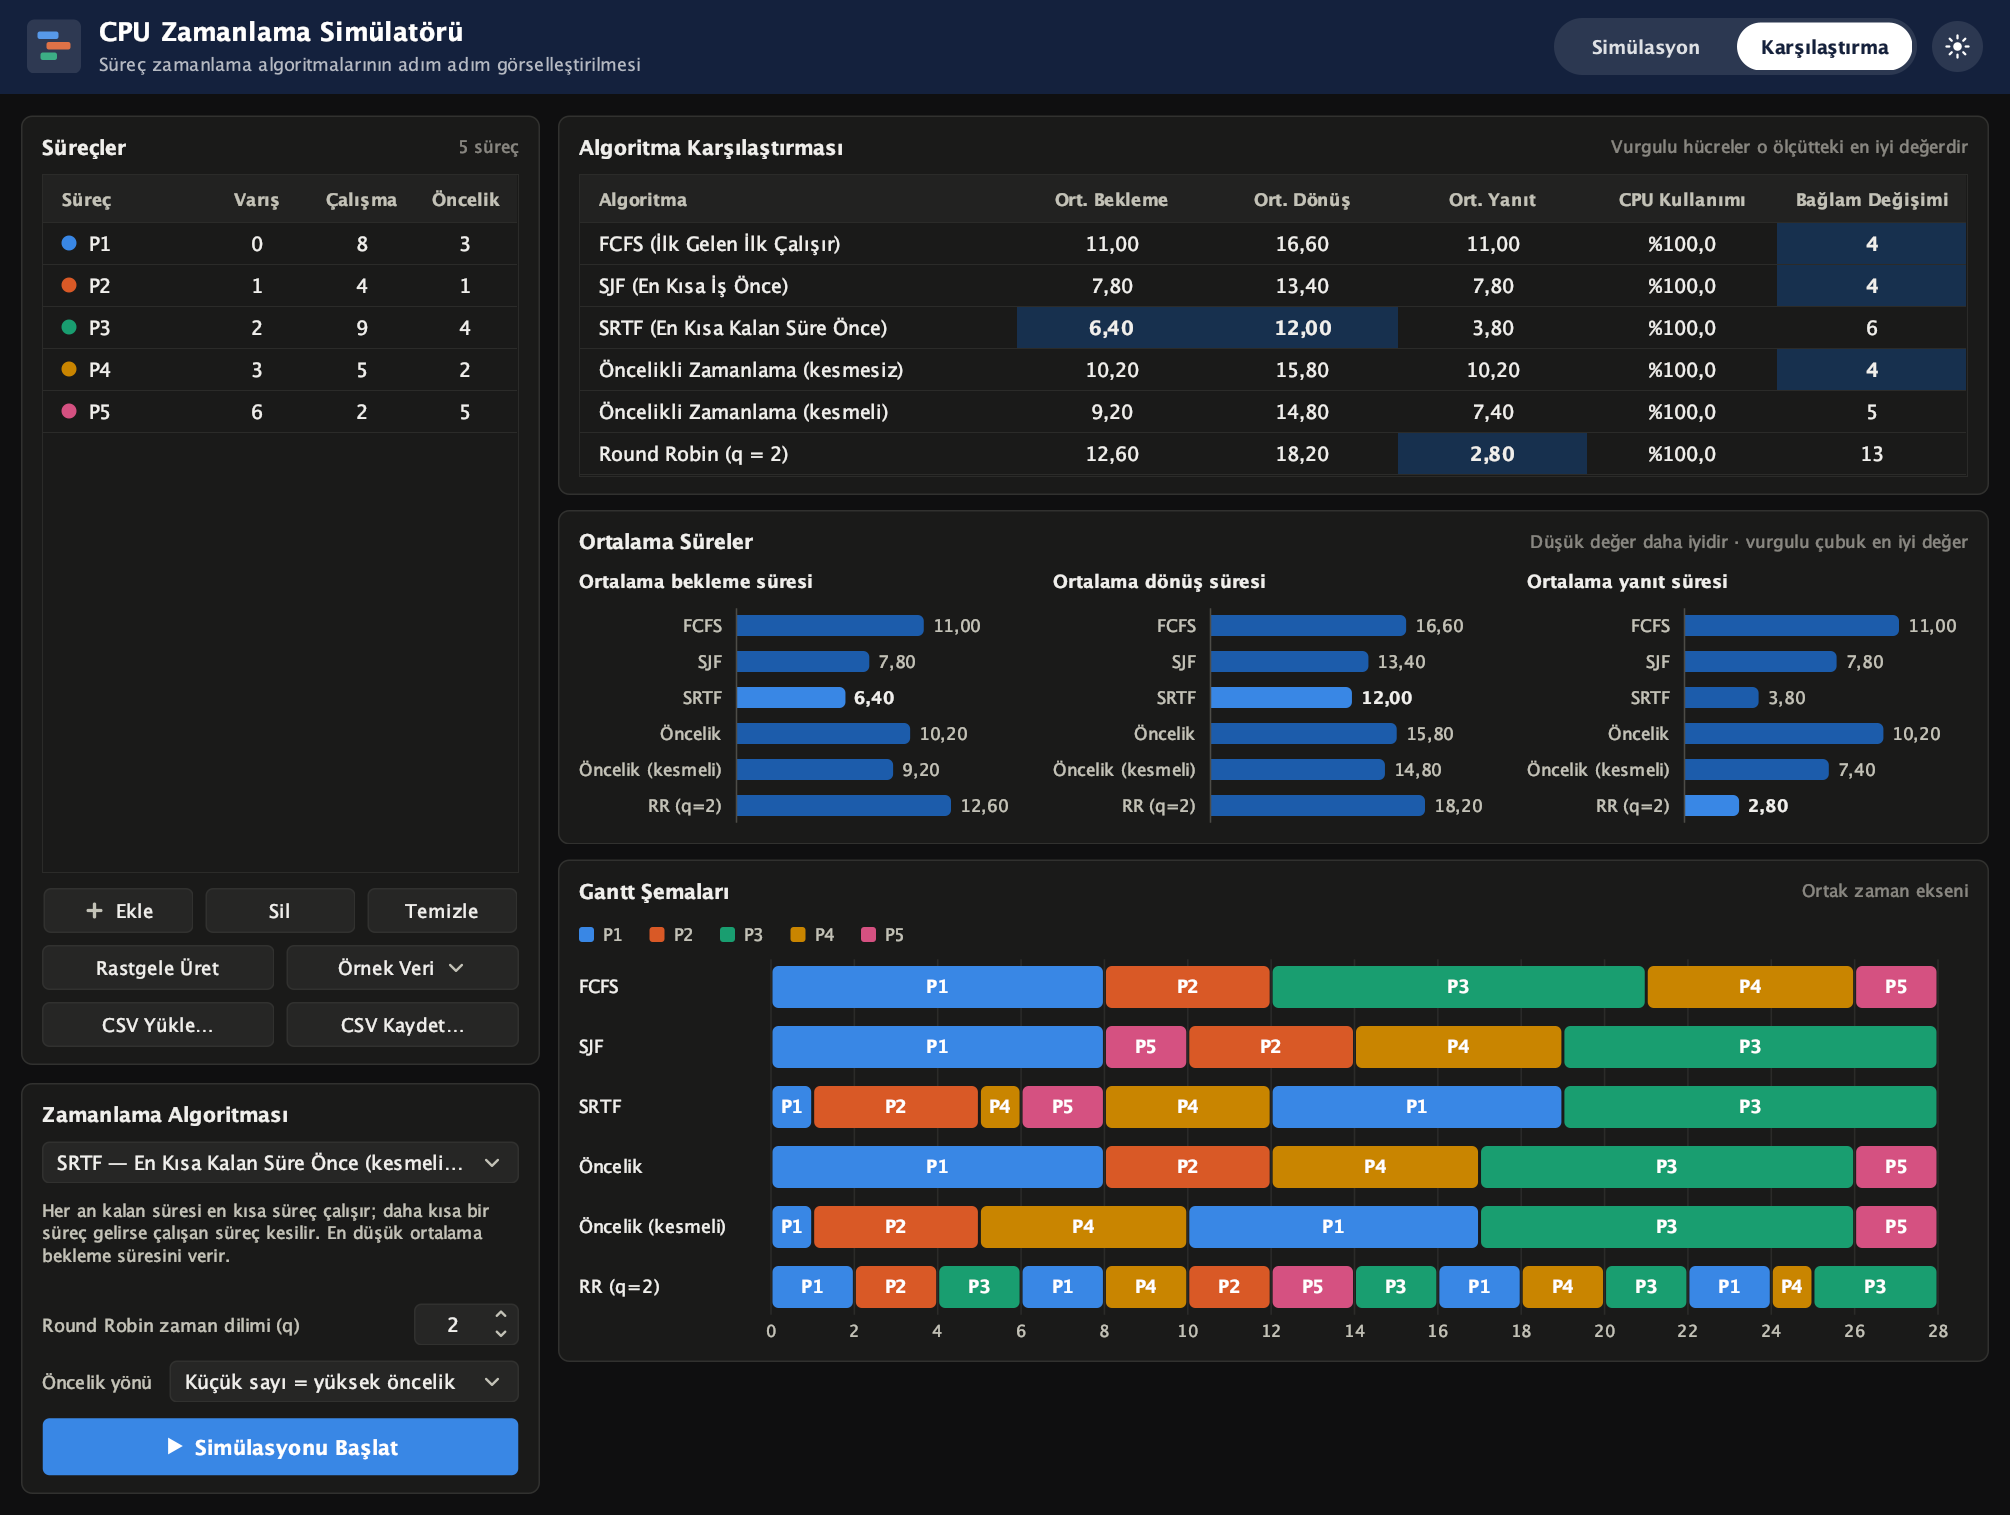 CPU Zamanlama Simülatörü
Süreç zamanlama algoritmalarının adım adım görselleştirilmesi
Simülasyon Karşılaştırma
Süreçler 5 süreç
Süreç Varış Çalışma Öncelik
P1 0 8 3
P2 1 4 1
P3 2 9 4
P4 3 5 2
P5 6 2 5
+ Ekle Sil Temizle
Rastgele Üret Örnek Veri
CSV Yükle... CSV Kaydet...
Zamanlama Algoritması
SRTF — En Kısa Kalan Süre Önce (kesmeli...
Her an kalan süresi en kısa süreç çalışır; daha kısa bir
süreç gelirse çalışan süreç kesilir. En düşük ortalama
bekleme süresini verir.
Round Robin zaman dilimi (q) 2
Öncelik yönü Küçük sayı = yüksek öncelik
Simülasyonu Başlat
Algoritma Karşılaştırması Vurgulu hücreler o ölçütteki en iyi değerdir
Algoritma Ort. Bekleme Ort. Dönüş Ort. Yanıt CPU Kullanımı Bağlam Değişimi
FCFS (İlk Gelen İlk Çalışır) 11,00 16,60 11,00 %100,0 4
SJF (En Kısa İş Önce) 7,80 13,40 7,80 %100,0 4
SRTF (En Kısa Kalan Süre Önce) 6,40 12,00 3,80 %100,0 6
Öncelikli Zamanlama (kesmesiz) 10,20 15,80 10,20 %100,0 4
Öncelikli Zamanlama (kesmeli) 9,20 14,80 7,40 %100,0 5
Round Robin (q = 2) 12,60 18,20 2,80 %100,0 13
Ortalama Süreler Düşük değer daha iyidir · vurgulu çubuk en iyi değer
Ortalama bekleme süresi
FCFS 11,00
SJF 7,80
SRTF 6,40
Öncelik 10,20
Öncelik (kesmeli) 9,20
RR (q=2) 12,60
Ortalama dönüş süresi
FCFS 16,60
SJF 13,40
SRTF 12,00
Öncelik 15,80
Öncelik (kesmeli) 14,80
RR (q=2) 18,20
Ortalama yanıt süresi
FCFS 11,00
SJF 7,80
SRTF 3,80
Öncelik 10,20
Öncelik (kesmeli) 7,40
RR (q=2) 2,80
Gantt Şemaları Ortak zaman ekseni
P1 P2 P3 P4 P5
FCFS P1 P2 P3 P4 P5
SJF P1 P5 P2 P4 P3
SRTF P1 P2 P4 P5 P4 P1 P3
Öncelik P1 P2 P4 P3 P5
Öncelik (kesmeli) P1 P2 P4 P1 P3 P5
RR (q=2) P1 P2 P3 P1 P4 P2 P5 P3 P1 P4 P3 P1 P4 P3
0 2 4 6 8 10 12 14 16 18 20 22 24 26 28